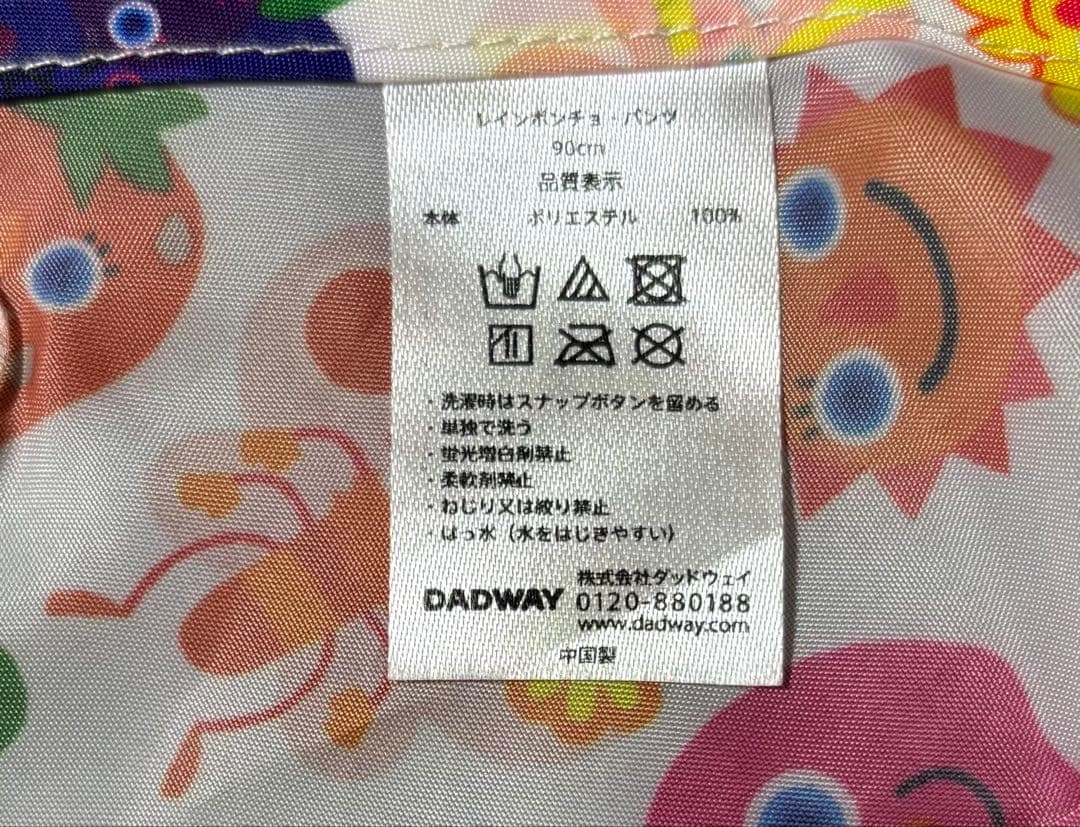 レインポンチョ・パンツ
90cm
品質表示
本体 ポリエステル 100%
・洗濯時はスナップボタンを留める
・単独で洗う
・蛍光増白剤禁止
・柔軟剤禁止
・ねじり又は絞り禁止
・はっ水（水をはじきやすい）
株式会社ダッドウェイ
DADWAY 0120-880188
www.dadway.com
中国製